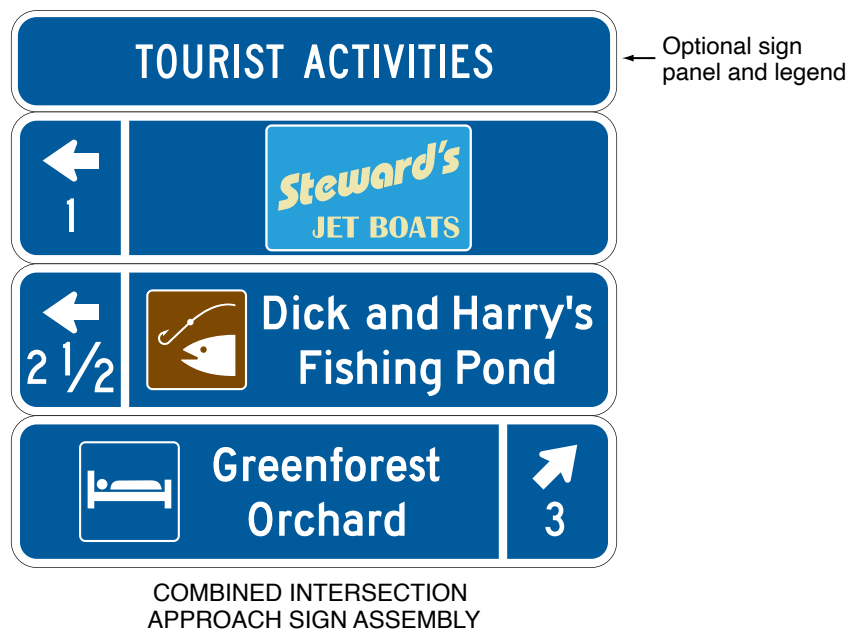 TOURIST ACTIVITIES
Optional sign
panel and legend
1
Steward's
JET BOATS
2 1/2
Dick and Harry's
Fishing Pond
Greenforest
Orchard
3
COMBINED INTERSECTION
APPROACH SIGN ASSEMBLY